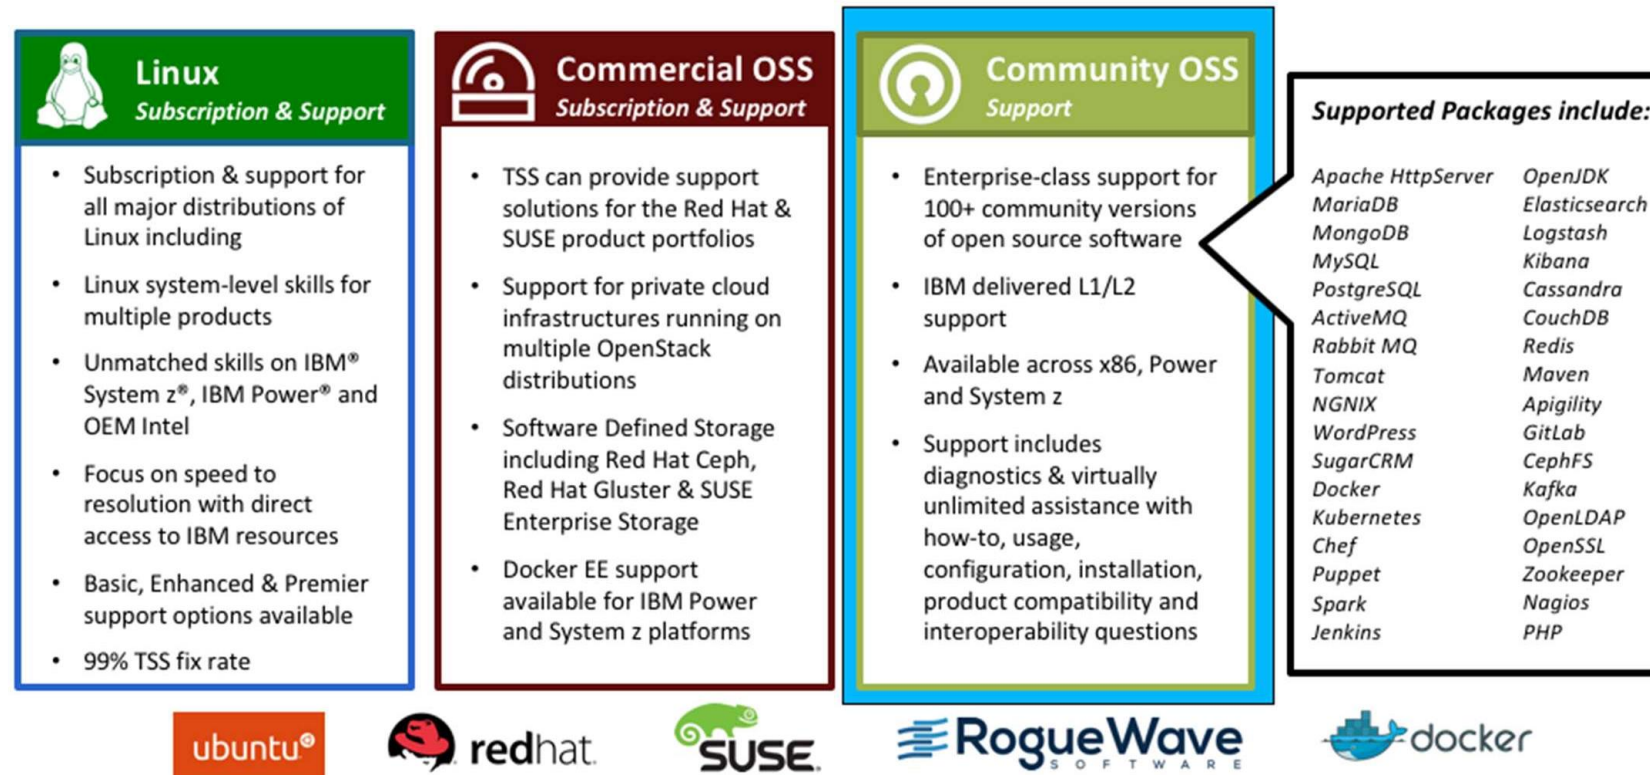 Linux
Subscription & Support
• Subscription & support for
all major distributions of
Linux including
• Linux system-level skills for
multiple products
• Unmatched skills on IBM®
System z®, IBM Power® and
OEM Intel
• Focus on speed to
resolution with direct
access to IBM resources
• Basic, Enhanced & Premier
support options available
• 99% TSS fix rate
Commercial OSS
Subscription & Support
• TSS can provide support
solutions for the Red Hat &
SUSE product portfolios
• Support for private cloud
infrastructures running on
multiple OpenStack
distributions
• Software Defined Storage
including Red Hat Ceph,
Red Hat Gluster & SUSE
Enterprise Storage
• Docker EE support
available for IBM Power
and System z platforms
Community OSS
Support
• Enterprise-class support for
100+ community versions
of open source software
• IBM delivered L1/L2
support
• Available across x86, Power
and System z
• Support includes
diagnostics & virtually
unlimited assistance with
how-to, usage,
configuration, installation,
product compatibility and
interoperability questions
Supported Packages include:
Apache HttpServer
MariaDB
MongoDB
MySQL
PostgreSQL
ActiveMQ
Rabbit MQ
Tomcat
NGNIX
WordPress
SugarCRM
Docker
Kubernetes
Chef
Puppet
Spark
Jenkins
OpenJDK
Elasticsearch
Logstash
Kibana
Cassandra
CouchDB
Redis
Maven
Apigility
GitLab
CephFS
Kafka
OpenLDAP
OpenSSL
Zookeeper
Nagios
PHP
ubuntu®
redhat.
SUSE.
RogueWave
SOFTWARE
docker